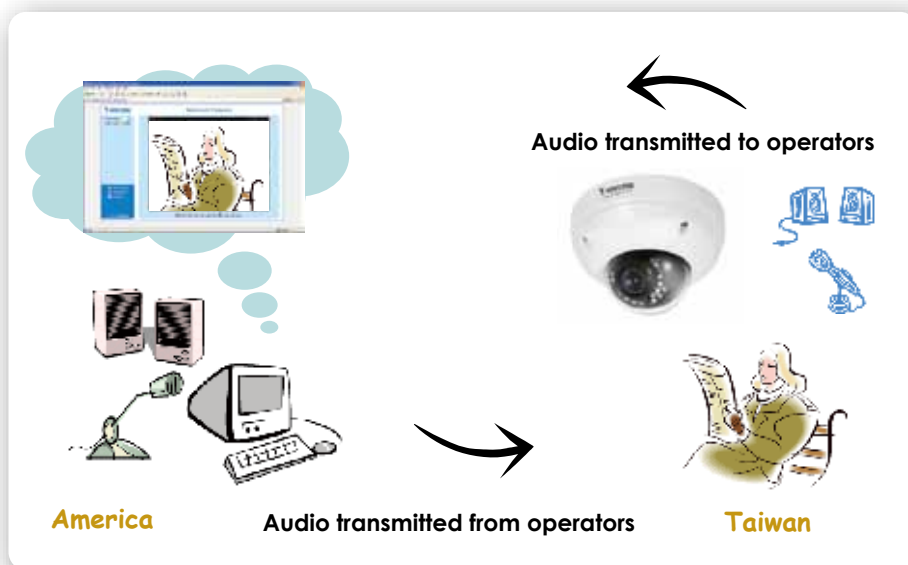 Audio transmitted to operators
America
Audio transmitted from operators
Taiwan